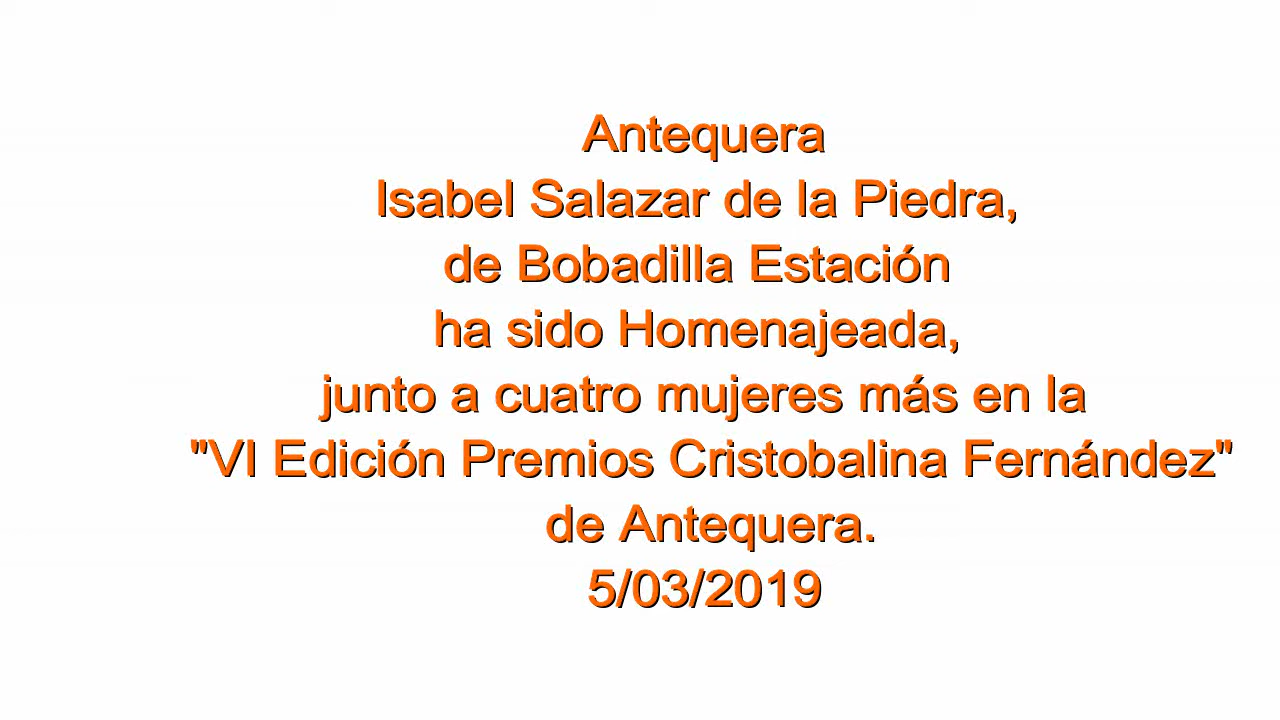 Antequera
Isabel Salazar de la Piedra,
de Bobadilla Estación
ha sido Homenajeada,
junto a cuatro mujeres más en la
"VI Edición Premios Cristobalina Fernández"
de Antequera.
5/03/2019